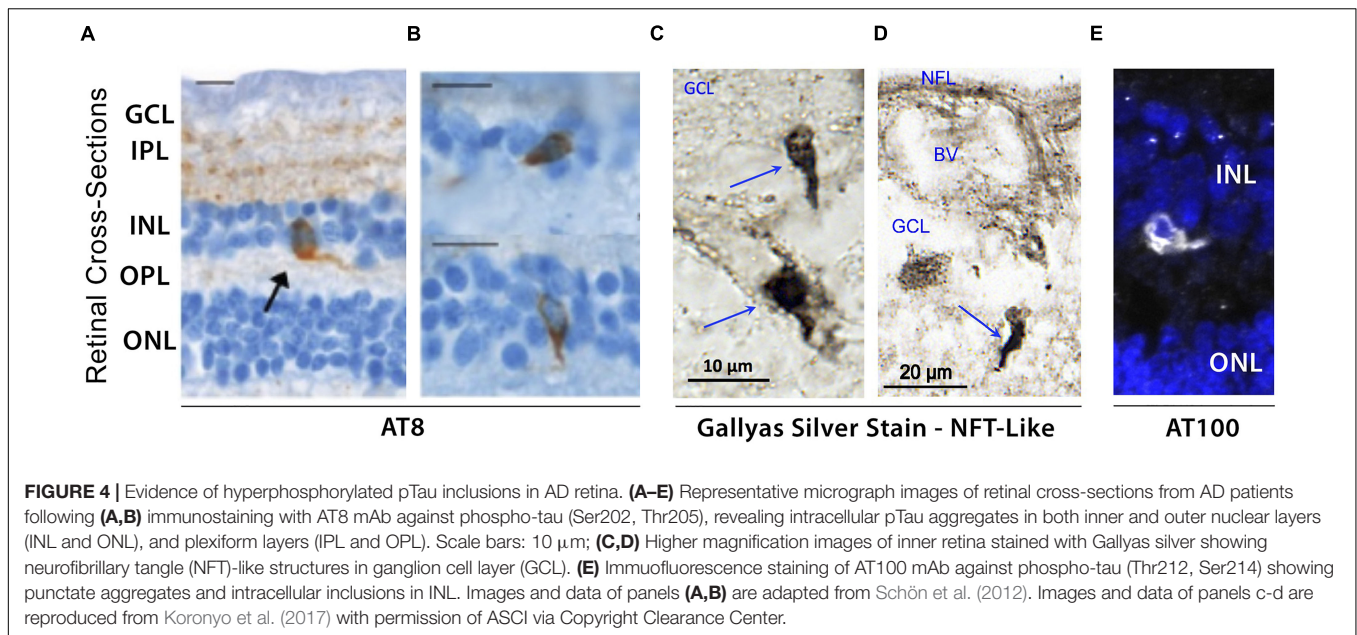 A B C D E
Retinal Cross-Sections
GCL
IPL
INL
OPL
ONL
GCL
10 µm
NFL
BV
GCL
20 µm
INL
ONL
AT8
Gallyas Silver Stain - NFT-Like
AT100
FIGURE 4 | Evidence of hyperphosphorylated pTau inclusions in AD retina. (A–E) Representative micrograph images of retinal cross-sections from AD patients
following (A,B) immunostaining with AT8 mAb against phospho-tau (Ser202, Thr205), revealing intracellular pTau aggregates in both inner and outer nuclear layers
(INL and ONL), and plexiform layers (IPL and OPL). Scale bars: 10 µm; (C,D) Higher magnification images of inner retina stained with Gallyas silver showing
neurofibrillary tangle (NFT)-like structures in ganglion cell layer (GCL). (E) Immuofluorescence staining of AT100 mAb against phospho-tau (Thr212, Ser214) showing
punctate aggregates and intracellular inclusions in INL. Images and data of panels (A,B) are adapted from Schön et al. (2012). Images and data of panels c-d are
reproduced from Koronyo et al. (2017) with permission of ASCI via Copyright Clearance Center.